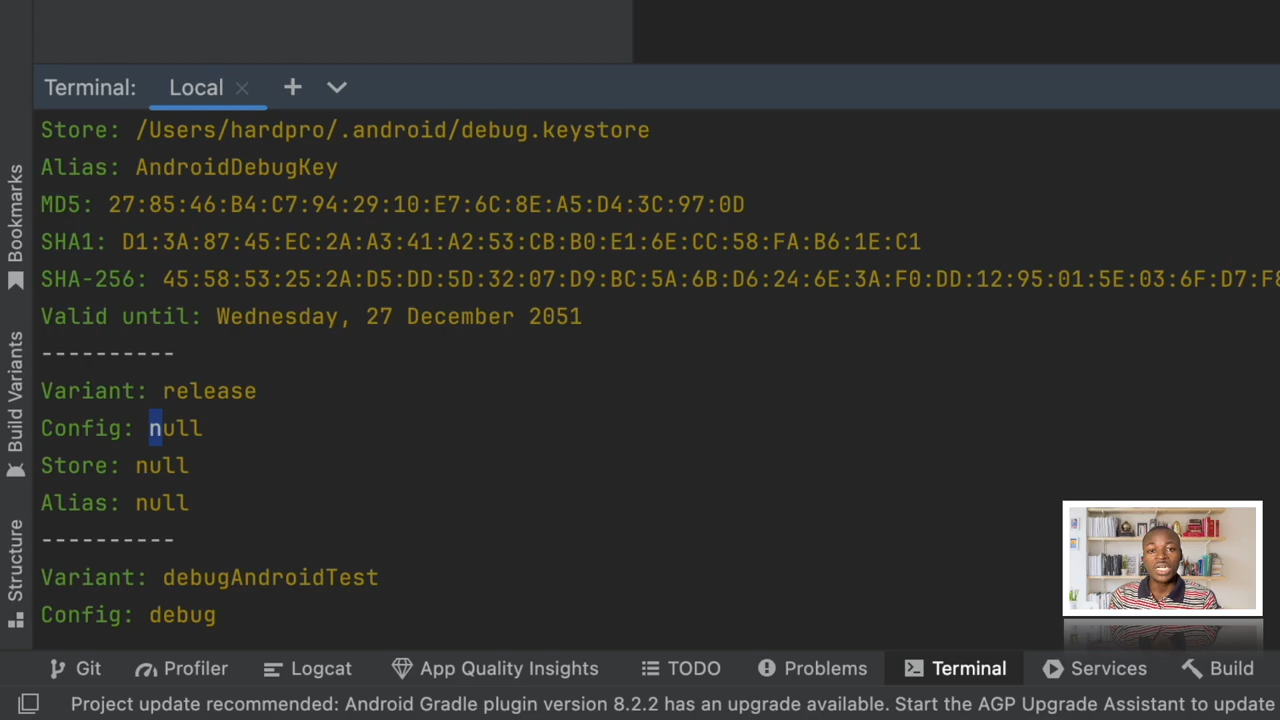 Terminal: Local
Store: /Users/hardpro/.android/debug.keystore
Alias: AndroidDebugKey
MD5: 27:85:46:B4:C7:94:29:10:E7:6C:8E:A5:D4:3C:97:0D
SHA1: D1:3A:87:45:EC:2A:A3:41:A2:53:CB:B0:E1:6E:CC:58:FA:B6:1E:C1
SHA-256: 45:58:53:25:2A:D5:DD:5D:32:07:D9:BC:5A:6B:D6:24:6E:3A:F0:DD:12:95:01:5E:03:6F:D7:F8
Valid until: Wednesday, 27 December 2051
----------
Variant: release
Config: null
Store: null
Alias: null
----------
Variant: debugAndroidTest
Config: debug
Bookmarks
Build Variants
Structure
Git Profiler Logcat App Quality Insights TODO Problems Terminal Services Build
Project update recommended: Android Gradle plugin version 8.2.2 has an upgrade available. Start the AGP Upgrade Assistant to update